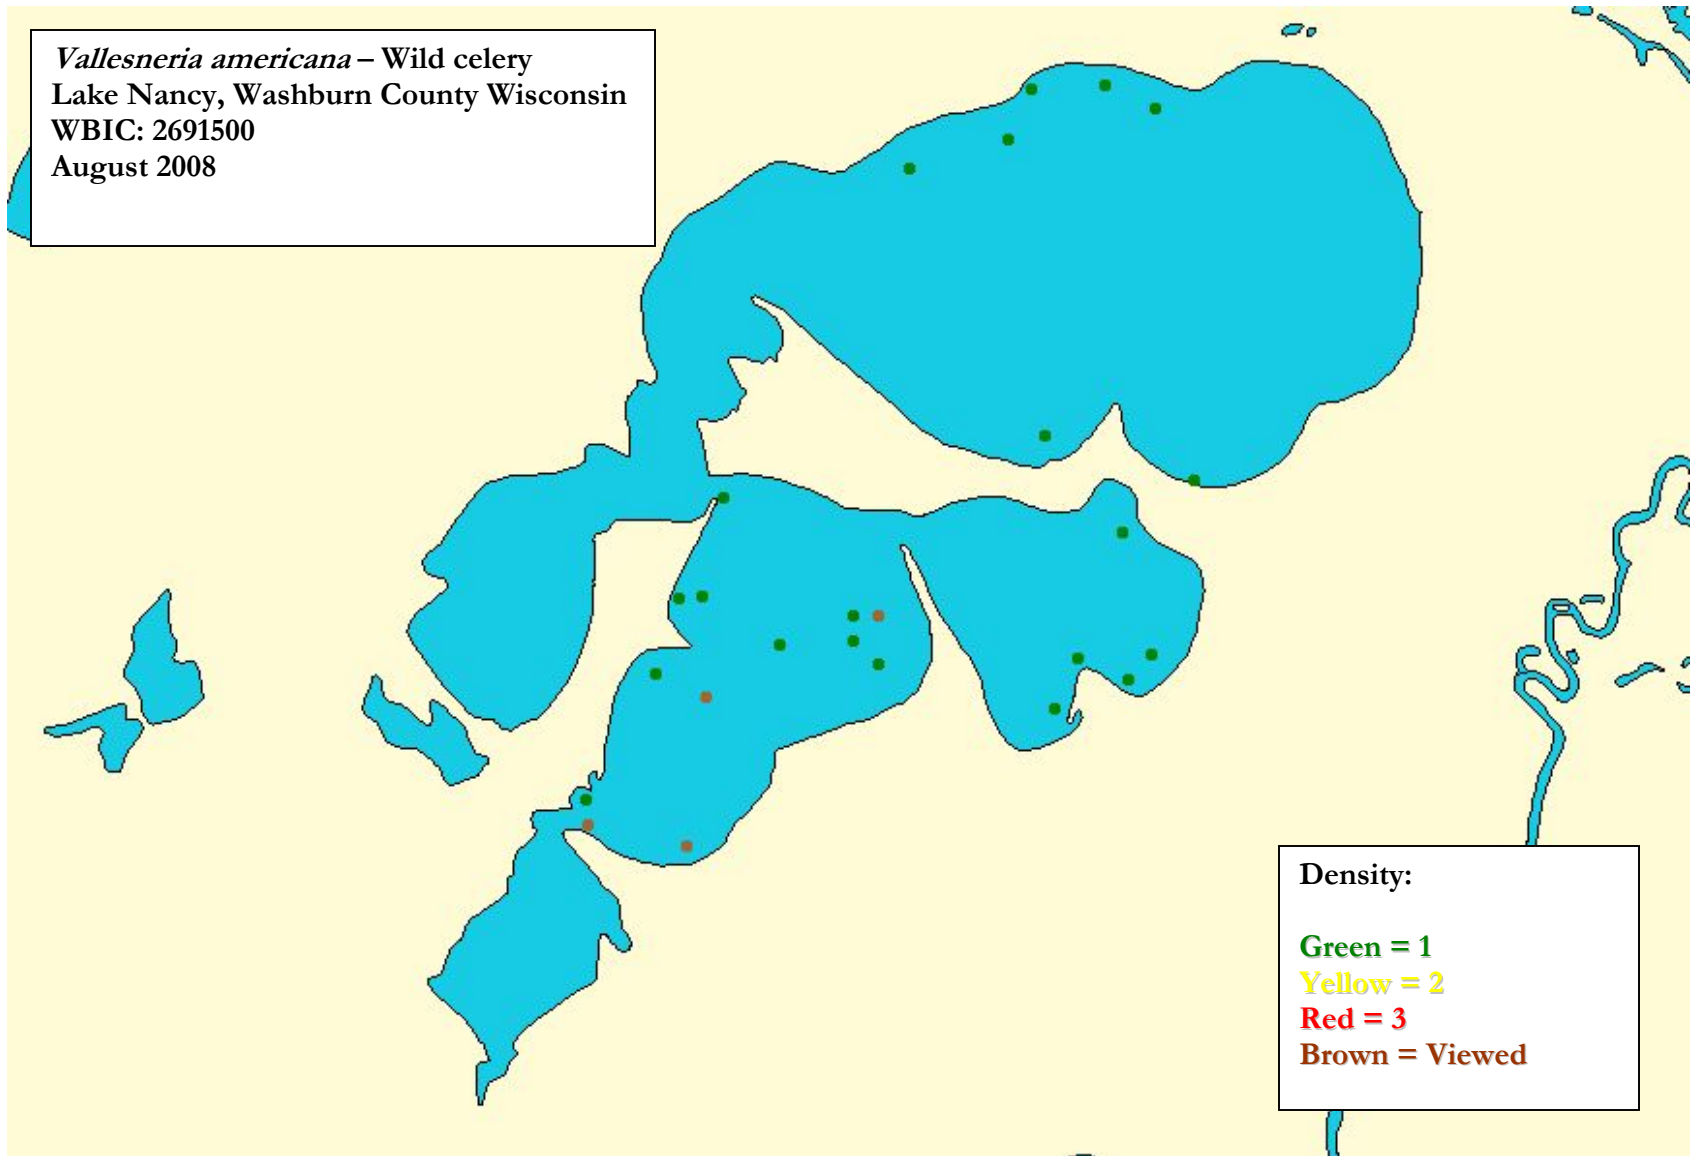 Vallesneria americana – Wild celery
Lake Nancy, Washburn County Wisconsin
WBIC: 2691500
August 2008
Density:
Green = 1
Yellow = 2
Red = 3
Brown = Viewed